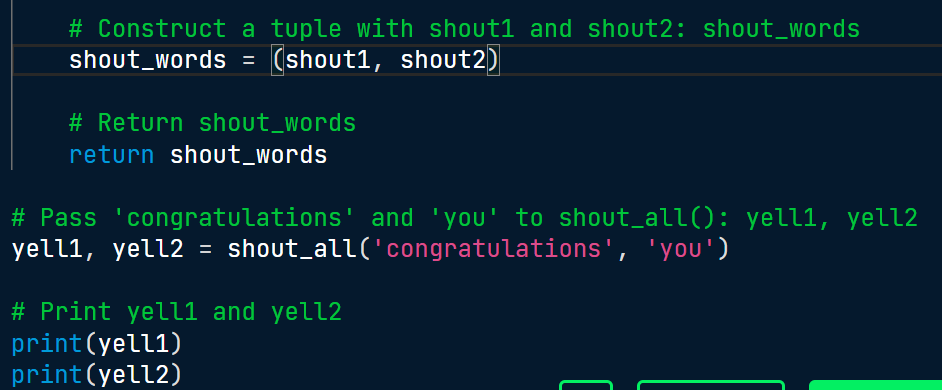 # Construct a tuple with shout1 and shout2: shout_words
shout_words = (shout1, shout2)
# Return shout_words
return shout_words
# Pass 'congratulations' and 'you' to shout_all(): yell1, yell2
yell1, yell2 = shout_all('congratulations', 'you')
# Print yell1 and yell2
print(yell1)
print(yell2)